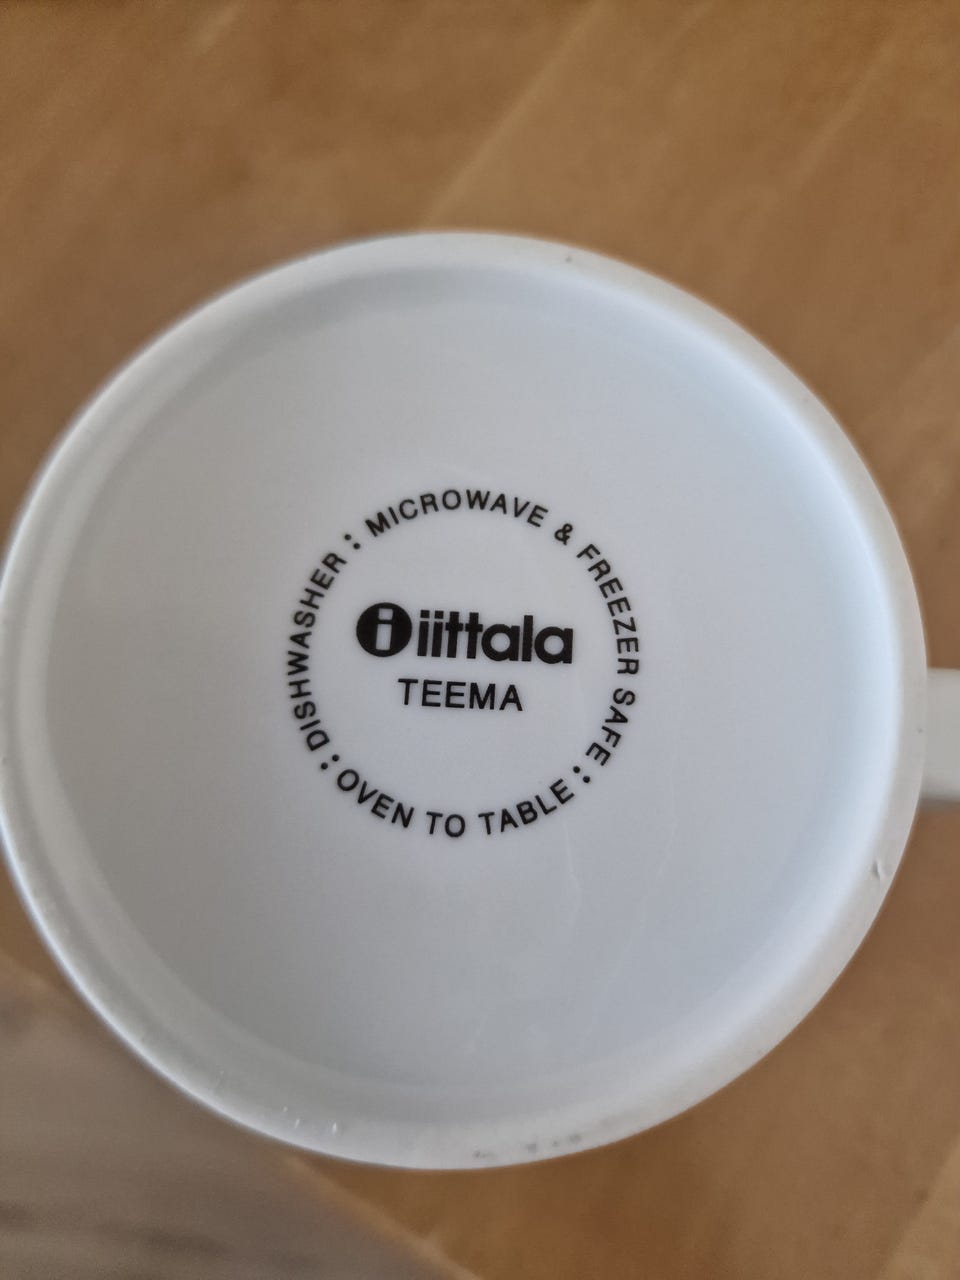 DISHWASHER : MICROWAVE & FREEZER SAFE : OVEN TO TABLE :
i iittala
TEEMA